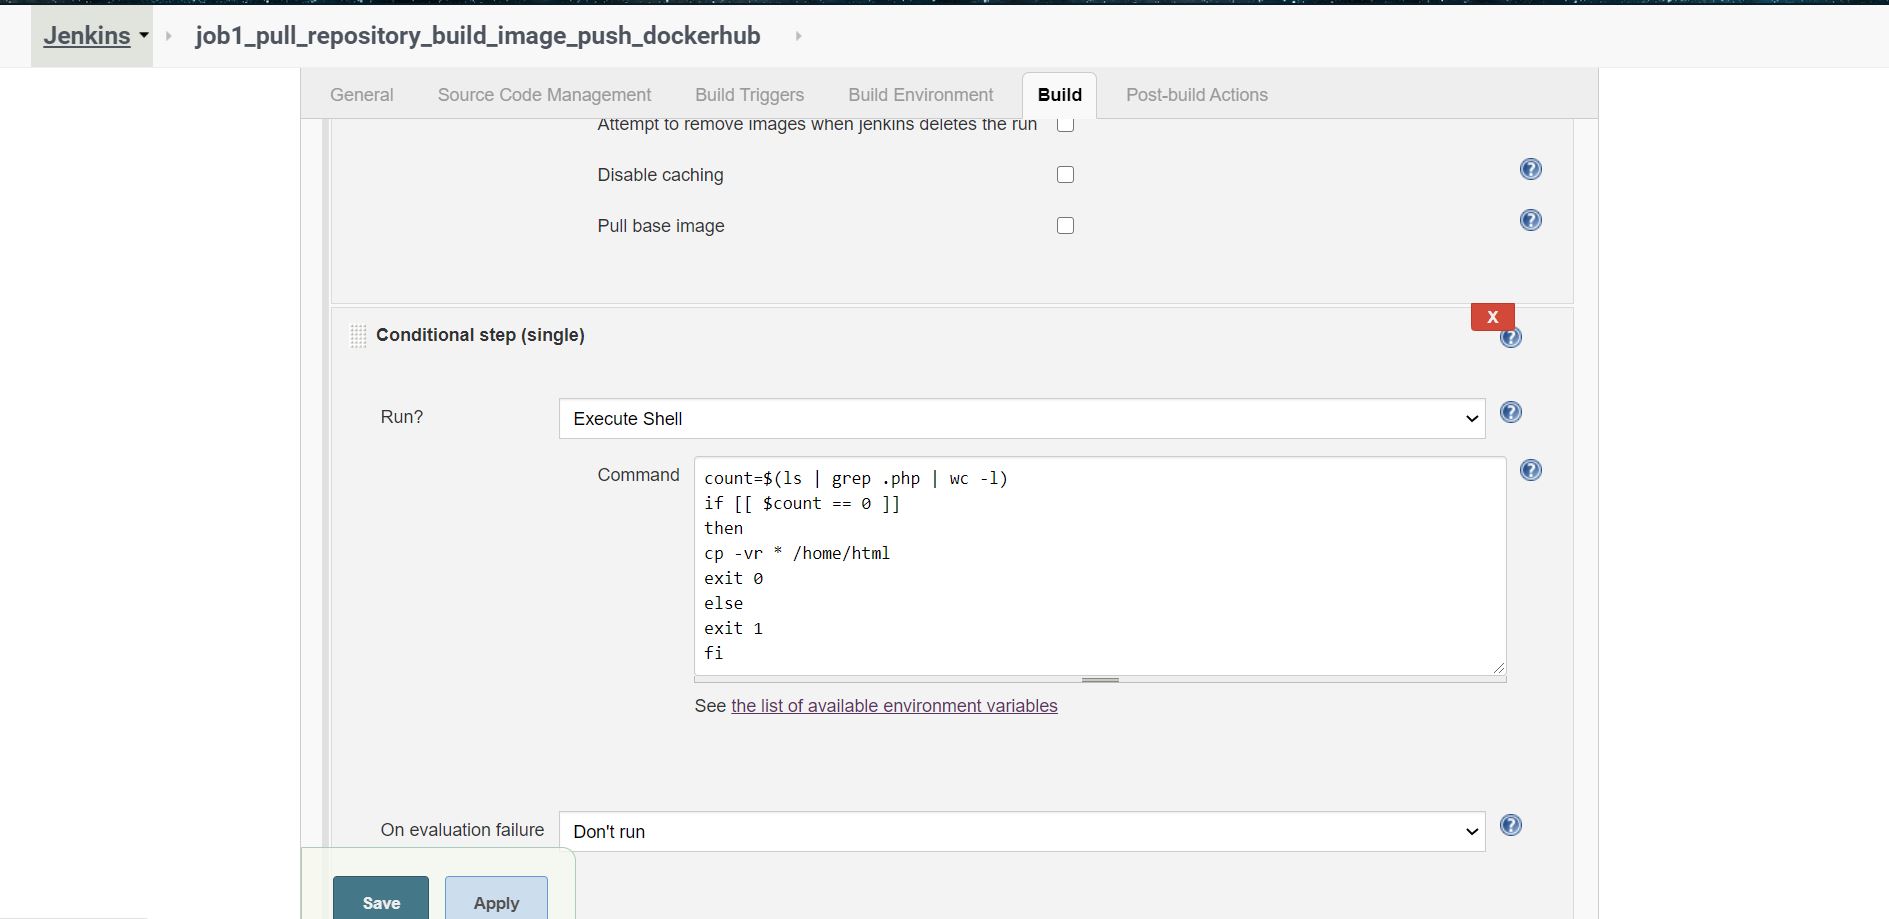 Jenkins
job1_pull_repository_build_image_push_dockerhub
General Source Code Management Build Triggers Build Environment Build Post-build Actions
Attempt to remove images when jenkins deletes the run
Disable caching
Pull base image
X
Conditional step (single)
Run? Execute Shell
Command
count=$(ls | grep .php | wc -l)
if [[ $count == 0 ]]
then
cp -vr * /home/html
exit 0
else
exit 1
fi
See the list of available environment variables
On evaluation failure Don't run
Save Apply